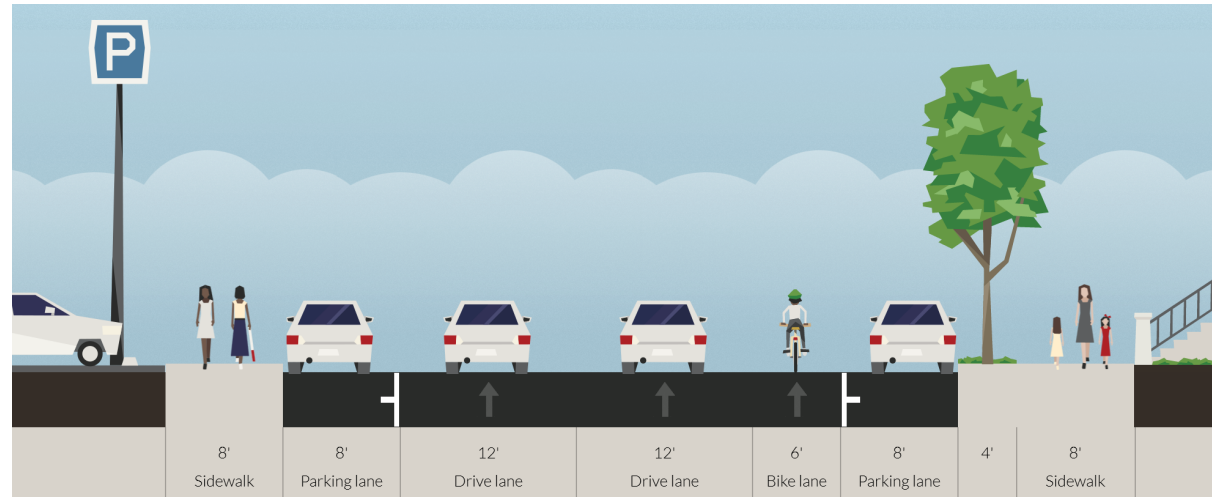 P
8' 8' 12' 12' 6' 8' 4' 8'
Sidewalk Parking lane Drive lane Drive lane Bike lane Parking lane Sidewalk